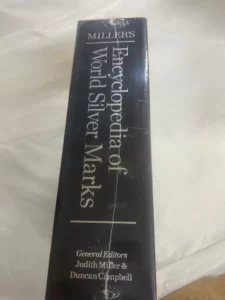 MILLER'S
Encyclopedia of
World Silver Marks
General Editors
Judith Miller &
Duncan Campbell